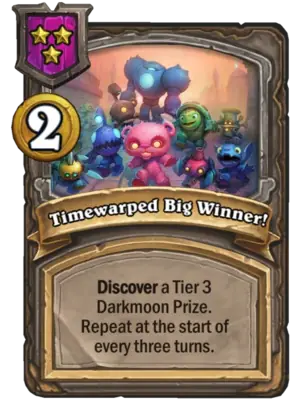 2
Timewarped Big Winner!
Discover a Tier 3
Darkmoon Prize.
Repeat at the start of
every three turns.